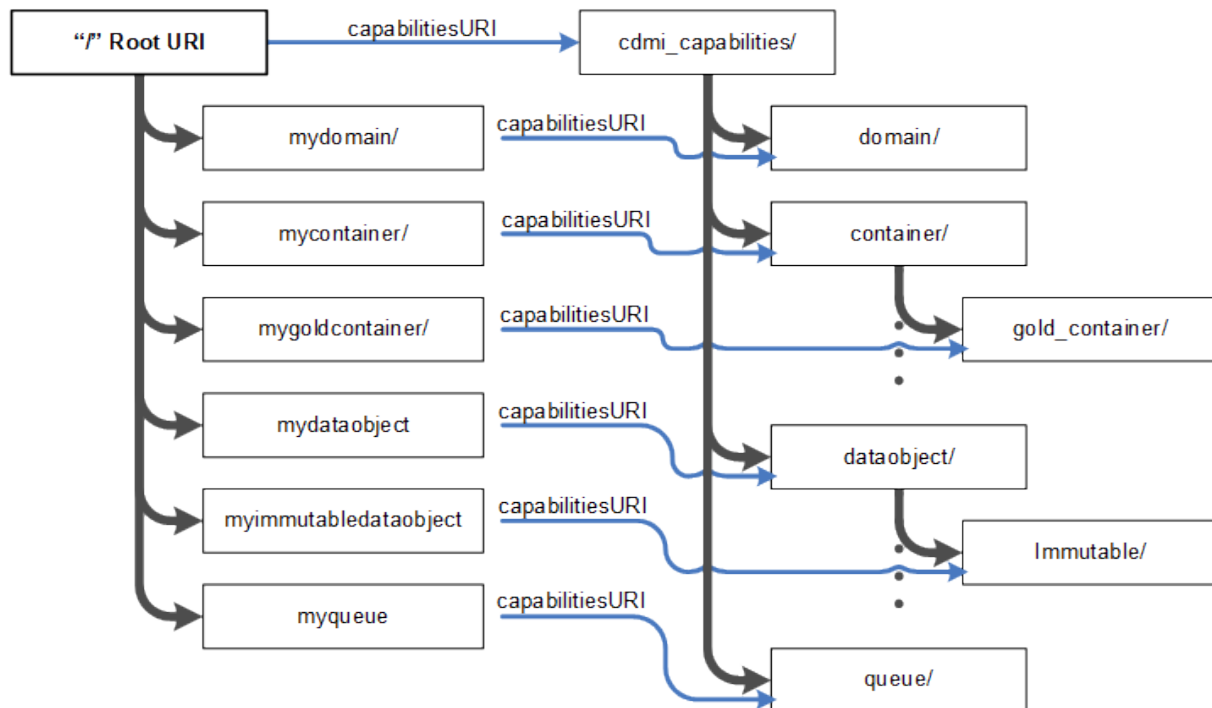 “/” Root URI
capabilitiesURI
cdmi_capabilities/
mydomain/
capabilitiesURI
domain/
mycontainer/
capabilitiesURI
container/
mygoldcontainer/
capabilitiesURI
gold_container/
mydataobject
capabilitiesURI
dataobject/
myimmutabledataobject
capabilitiesURI
Immutable/
myqueue
capabilitiesURI
queue/